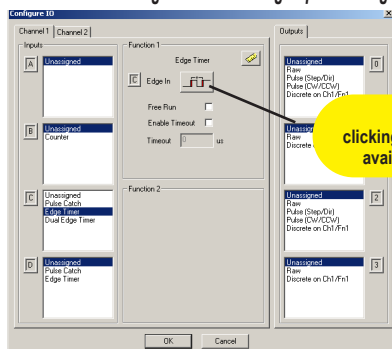 Configure IO
Channel 1 Channel 2
Inputs
A
Unassigned
B
Unassigned
Counter
C
Unassigned
Pulse Catch
Edge Timer
Dual Edge Timer
D
Unassigned
Pulse Catch
Edge Timer
Function 1
Edge Timer
C Edge In
Free Run
Enable Timeout
Timeout 0 us
Function 2
Outputs
Unassigned
Raw
Pulse (Step/Dir)
Pulse (CW/CCW)
Discrete on Ch1/Fn1
0
Raw
clicking
avai
Unassigned
Raw
Pulse (Step/Dir)
Pulse (CW/CCW)
Discrete on Ch1/Fn1
2
Unassigned
Raw
Discrete on Ch1/Fn1
3
OK Cancel